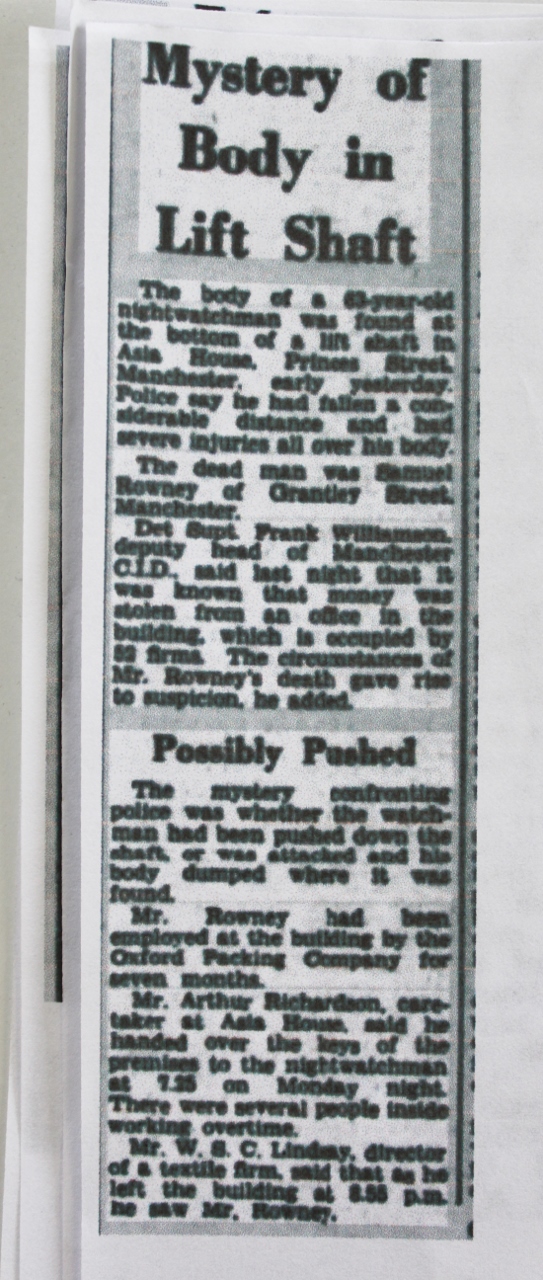 Mystery of
Body in
Lift Shaft
The body of a 63-year-old
nightwatchman was found at
the bottom of a lift shaft in
Asia House, Princes Street,
Manchester, early yesterday.
Police say he had fallen a con-
siderable distance and had
severe injuries all over his body.
The dead man was Samuel
Rowney of Grantley Street,
Manchester.
Det Supt. Frank Williamson,
deputy head of Manchester
C.I.D., said last night that it
was known that money was
stolen from an office in the
building, which is occupied by
52 firms. The circumstances of
Mr. Rowney's death gave rise
to suspicion, he added.
Possibly Pushed
The mystery confronting
police was whether the watch-
man had been pushed down the
shaft, or was attacked and his
body dumped where it was
found.
Mr. Rowney had been
employed at the building by the
Oxford Packing Company for
seven months.
Mr. Arthur Richardson, care-
taker at Asia House, said he
handed over the keys of the
premises to the nightwatchman
at 7.25 on Monday night.
There were several people inside
working overtime.
Mr. W. S. C. Lindsay, director
of a textile firm, said that as he
left the building at 8.55 p.m.
he saw Mr. Rowney.